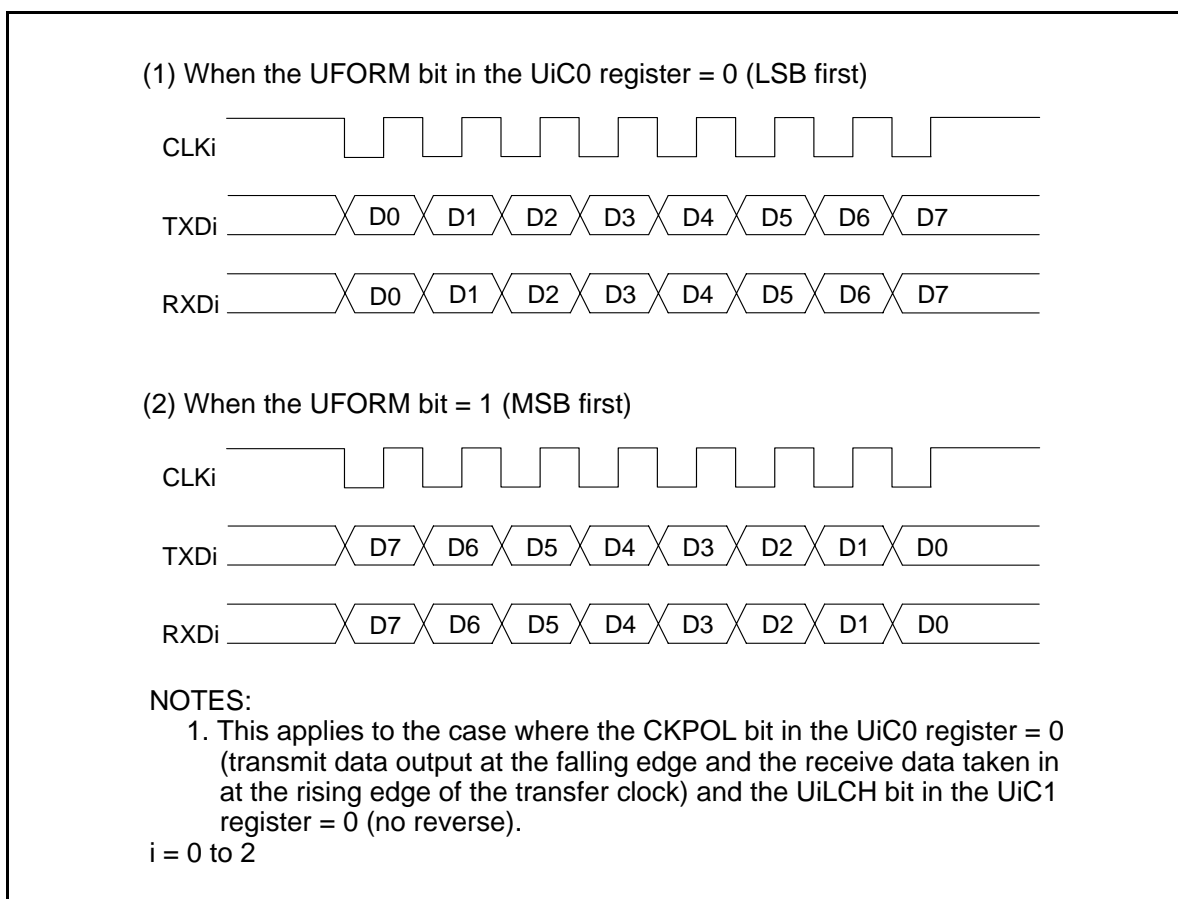 (1) When the UFORM bit in the UiC0 register = 0 (LSB first)
CLKi
TXDi D0 D1 D2 D3 D4 D5 D6 D7
RXDi D0 D1 D2 D3 D4 D5 D6 D7
(2) When the UFORM bit = 1 (MSB first)
CLKi
TXDi D7 D6 D5 D4 D3 D2 D1 D0
RXDi D7 D6 D5 D4 D3 D2 D1 D0
NOTES:
1. This applies to the case where the CKPOL bit in the UiC0 register = 0
(transmit data output at the falling edge and the receive data taken in
at the rising edge of the transfer clock) and the UiLCH bit in the UiC1
register = 0 (no reverse).
i = 0 to 2